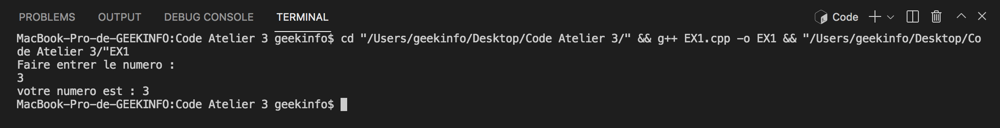 PROBLEMS OUTPUT DEBUG CONSOLE TERMINAL Code
MacBook-Pro-de-GEEKINFO:Code Atelier 3 geekinfo$ cd "/Users/geekinfo/Desktop/Code Atelier 3/" && g++ EX1.cpp -o EX1 && "/Users/geekinfo/Desktop/Co
de Atelier 3/"EX1
Faire entrer le numero :
3
votre numero est : 3
MacBook-Pro-de-GEEKINFO:Code Atelier 3 geekinfo$